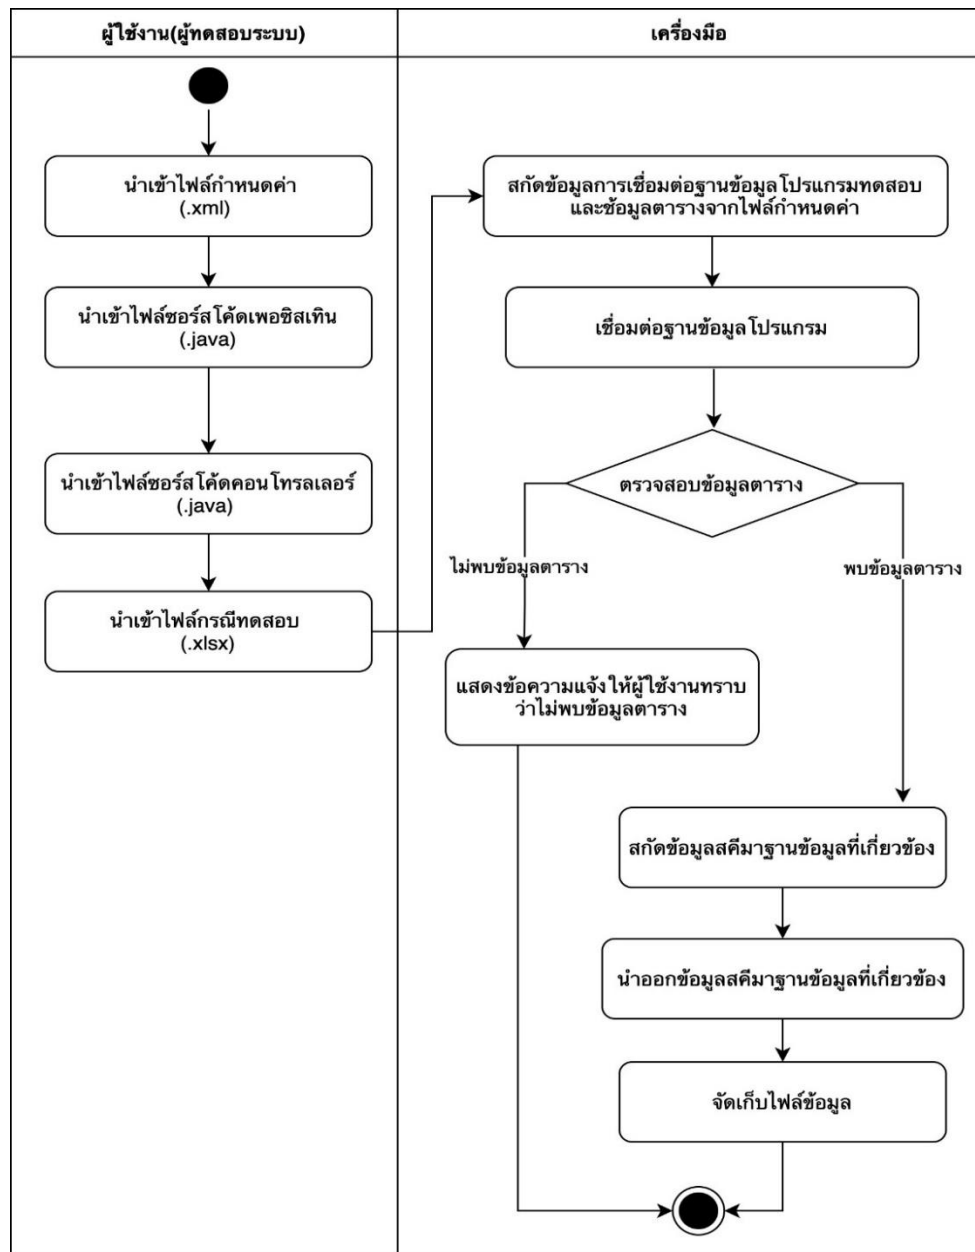 ผู้ใช้งาน(ผู้ทดสอบระบบ)
เครื่องมือ
นำเข้าไฟล์กำหนดค่า
(.xml)
นำเข้าไฟล์ซอร์สโค้ดเพอซิสเทิน
(.java)
นำเข้าไฟล์ซอร์สโค้ดคอนโทรลเลอร์
(.java)
นำเข้าไฟล์กรณีทดสอบ
(.xlsx)
สกัดข้อมูลการเชื่อมต่อฐานข้อมูลโปรแกรมทดสอบ
และข้อมูลตารางจากไฟล์กำหนดค่า
เชื่อมต่อฐานข้อมูลโปรแกรม
ตรวจสอบข้อมูลตาราง
ไม่พบข้อมูลตาราง
พบข้อมูลตาราง
แสดงข้อความแจ้งให้ผู้ใช้งานทราบ
ว่าไม่พบข้อมูลตาราง
สกัดข้อมูลสคีมาฐานข้อมูลที่เกี่ยวข้อง
นำออกข้อมูลสคีมาฐานข้อมูลที่เกี่ยวข้อง
จัดเก็บไฟล์ข้อมูล